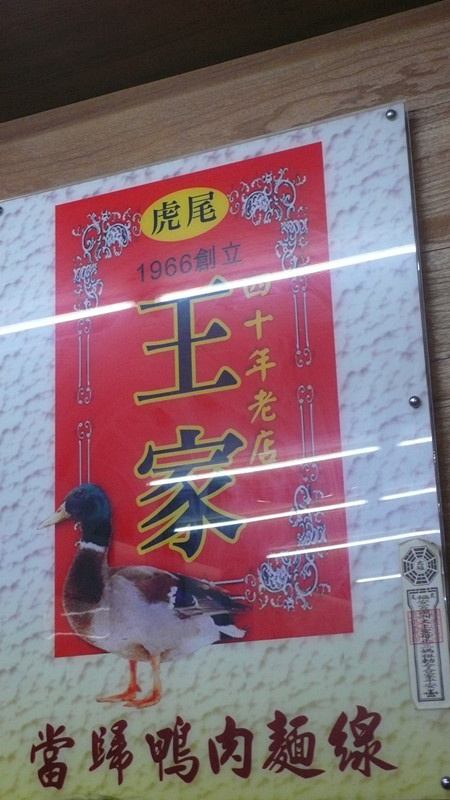 虎尾
1966創立
王家
四十年老店
當歸鴨肉麵線